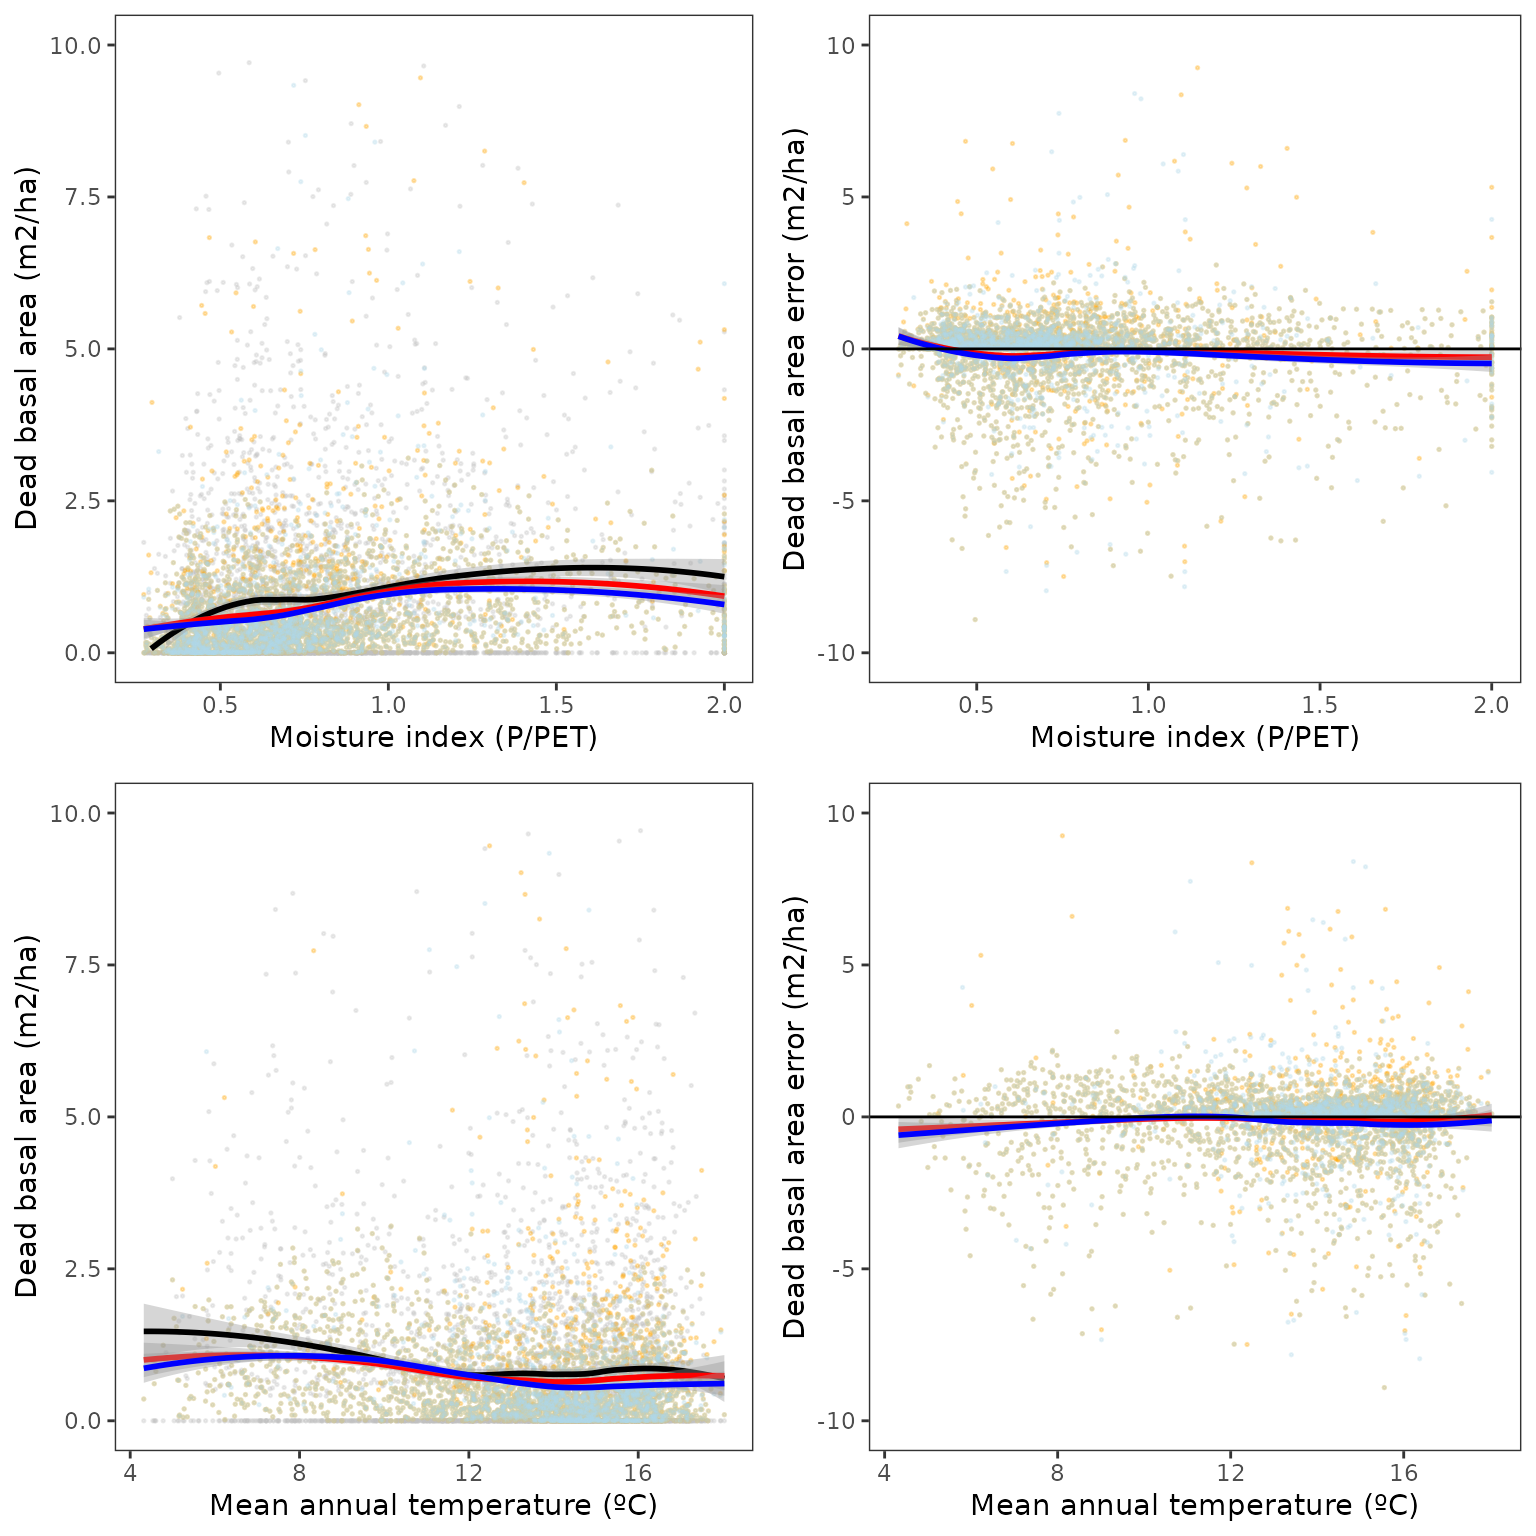 10.0
7.5
5.0
2.5
0.0
Dead basal area (m2/ha)
0.5 1.0 1.5 2.0
Moisture index (P/PET)
10
5
0
-5
-10
Dead basal area error (m2/ha)
0.5 1.0 1.5 2.0
Moisture index (P/PET)
10.0
7.5
5.0
2.5
0.0
Dead basal area (m2/ha)
4 8 12 16
Mean annual temperature (ºC)
10
5
0
-5
-10
Dead basal area error (m2/ha)
4 8 12 16
Mean annual temperature (ºC)